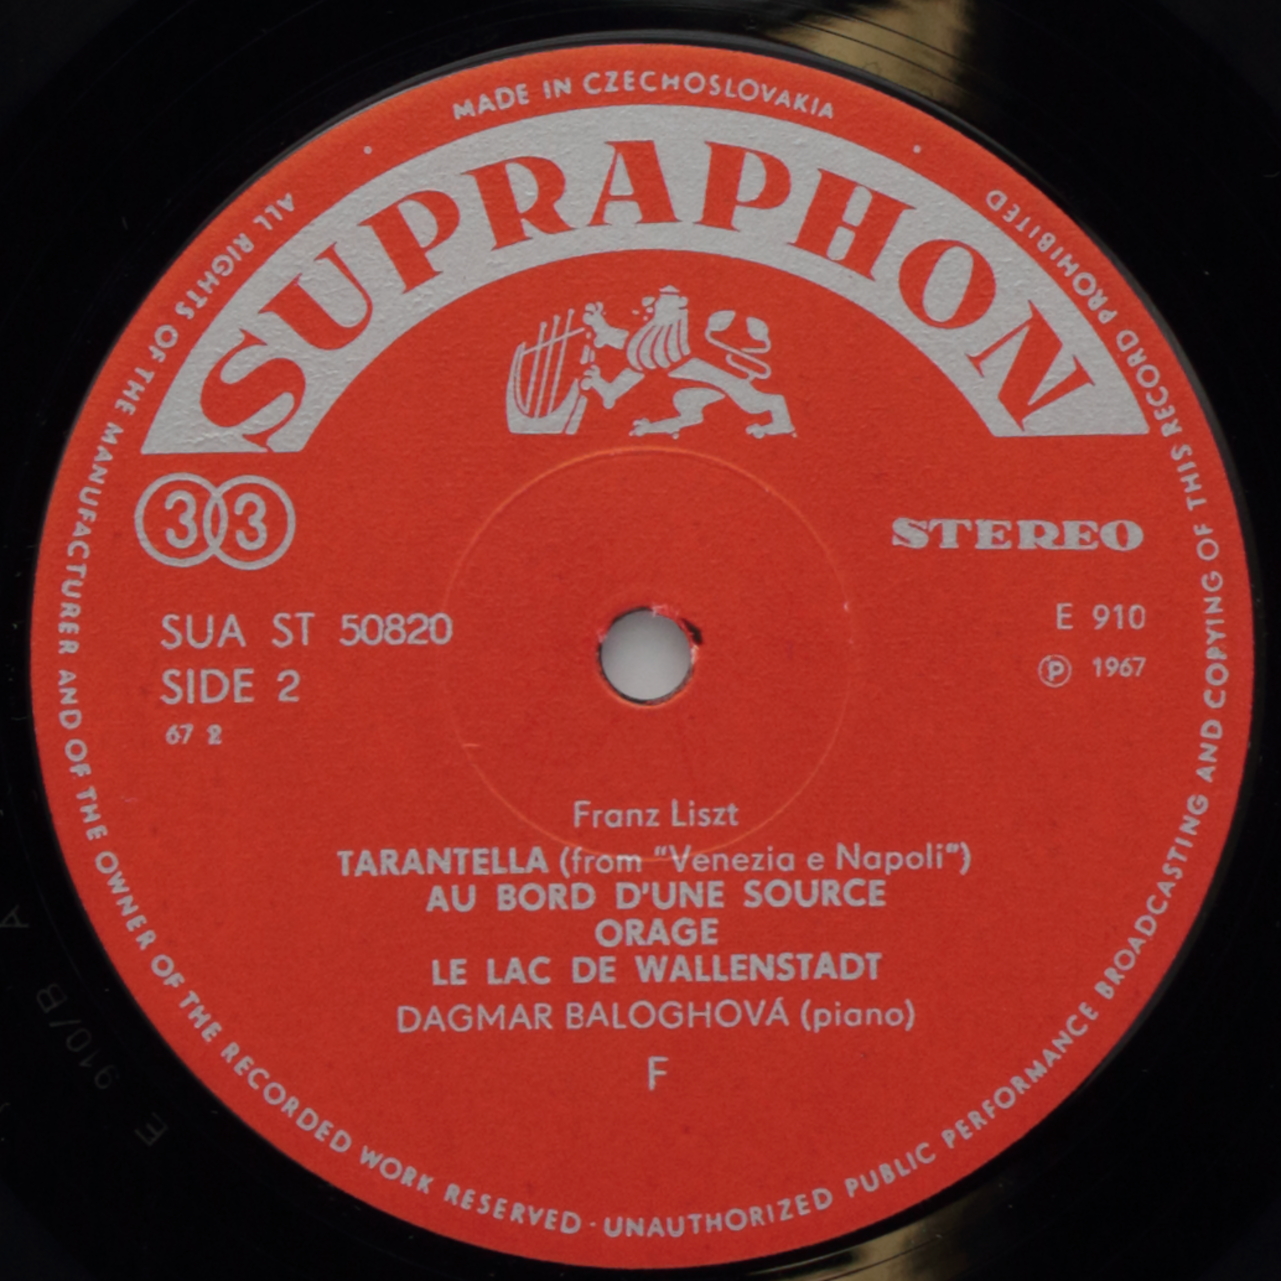 MADE IN CZECHOSLOVAKIA
SUPRAPHON
33
STEREO
SUA ST 50820
E 910
SIDE 2
℗ 1967
67 2
Franz Liszt
TARANTELLA (from "Venezia e Napoli")
AU BORD D'UNE SOURCE
ORAGE
LE LAC DE WALLENSTADT
DAGMAR BALOGHOVÁ (piano)
F
ALL RIGHTS OF THE MANUFACTURER AND OF THE OWNER OF THE RECORDED WORK RESERVED · UNAUTHORIZED PUBLIC PERFORMANCE BROADCASTING AND COPYING OF THIS RECORD PROHIBITED
E 910/B A